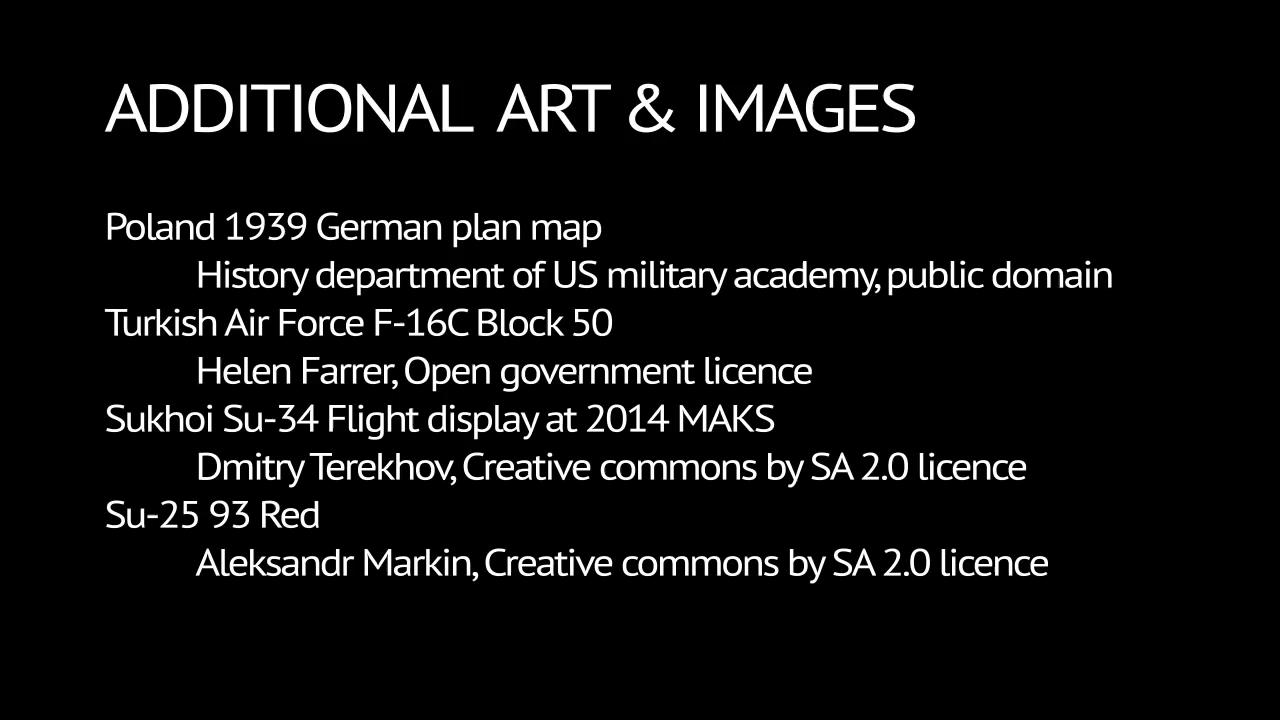 ADDITIONAL ART & IMAGES
Poland 1939 German plan map
History department of US military academy, public domain
Turkish Air Force F-16C Block 50
Helen Farrer, Open government licence
Sukhoi Su-34 Flight display at 2014 MAKS
Dmitry Terekhov, Creative commons by SA 2.0 licence
Su-25 93 Red
Aleksandr Markin, Creative commons by SA 2.0 licence